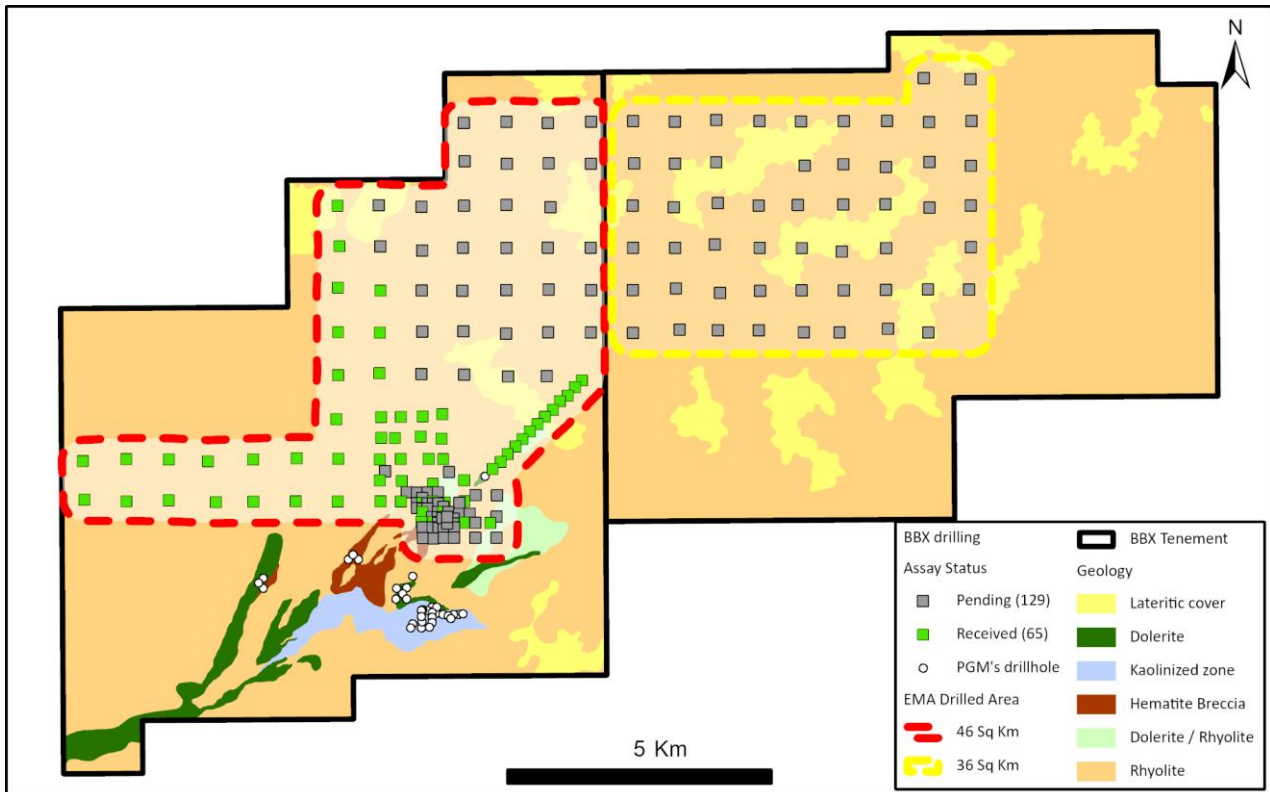 N
5 Km
BBX drilling
Assay Status
Pending (129)
Received (65)
PGM's drillhole
EMA Drilled Area
46 Sq Km
36 Sq Km
BBX Tenement
Geology
Lateritic cover
Dolerite
Kaolinized zone
Hematite Breccia
Dolerite / Rhyolite
Rhyolite